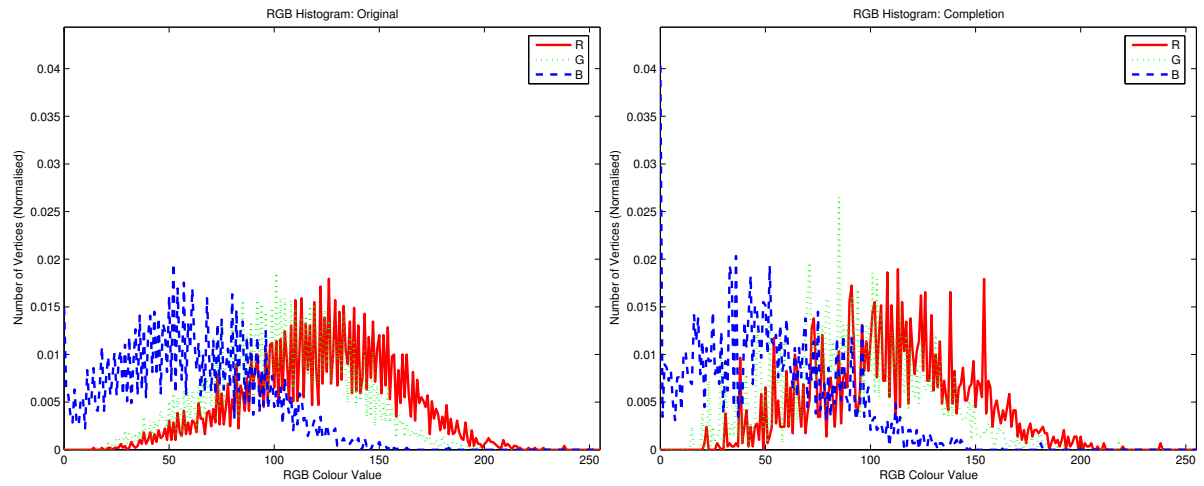 RGB Histogram: Original
R
G
B
0.04
0.035
0.03
0.025
0.02
0.015
0.01
0.005
0
Number of Vertices (Normalised)
0
50
100
150
200
250
RGB Colour Value
RGB Histogram: Completion
R
G
B
0.04
0.035
0.03
0.025
0.02
0.015
0.01
0.005
0
Number of Vertices (Normalised)
0
50
100
150
200
250
RGB Colour Value